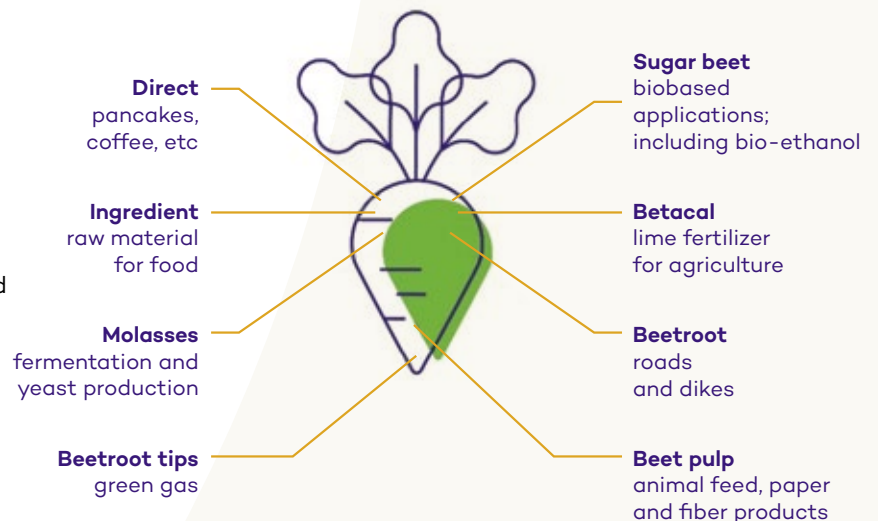 Direct
pancakes,
coffee, etc
Ingredient
raw material
for food
d
Molasses
fermentation and
yeast production
Beetroot tips
green gas
Sugar beet
biobased
applications;
including bio-ethanol
Betacal
lime fertilizer
for agriculture
Beetroot
roads
and dikes
Beet pulp
animal feed, paper
and fiber products